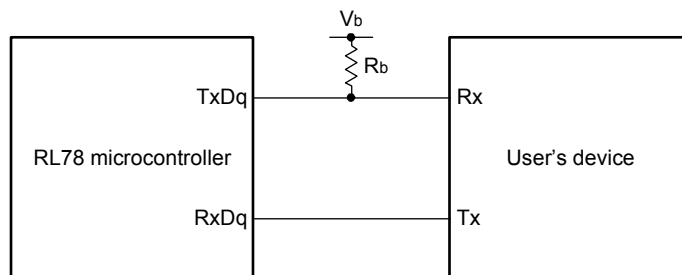 Vb
Rb
TxDq
Rx
RL78 microcontroller
User's device
RxDq
Tx